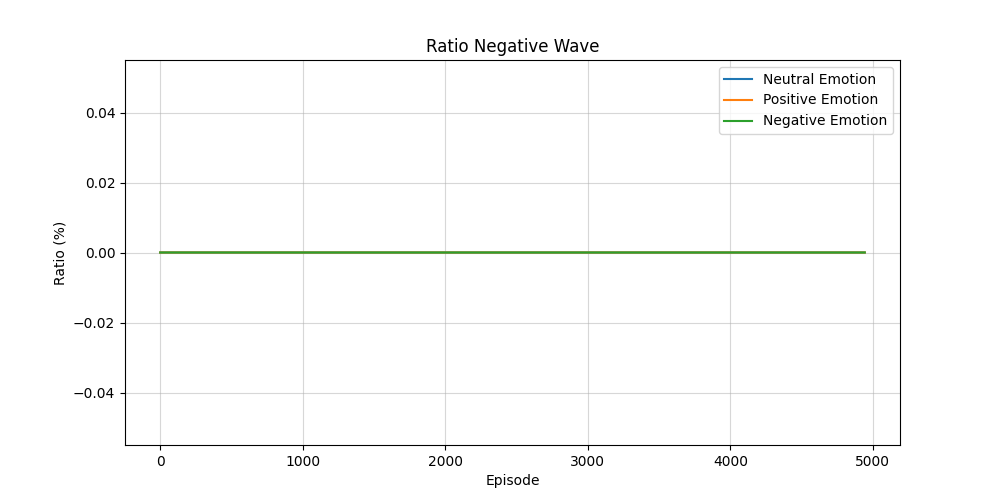 Ratio Negative Wave
Neutral Emotion
Positive Emotion
Negative Emotion
0.04
0.02
0.00
−0.02
−0.04
Ratio (%)
0 1000 2000 3000 4000 5000
Episode